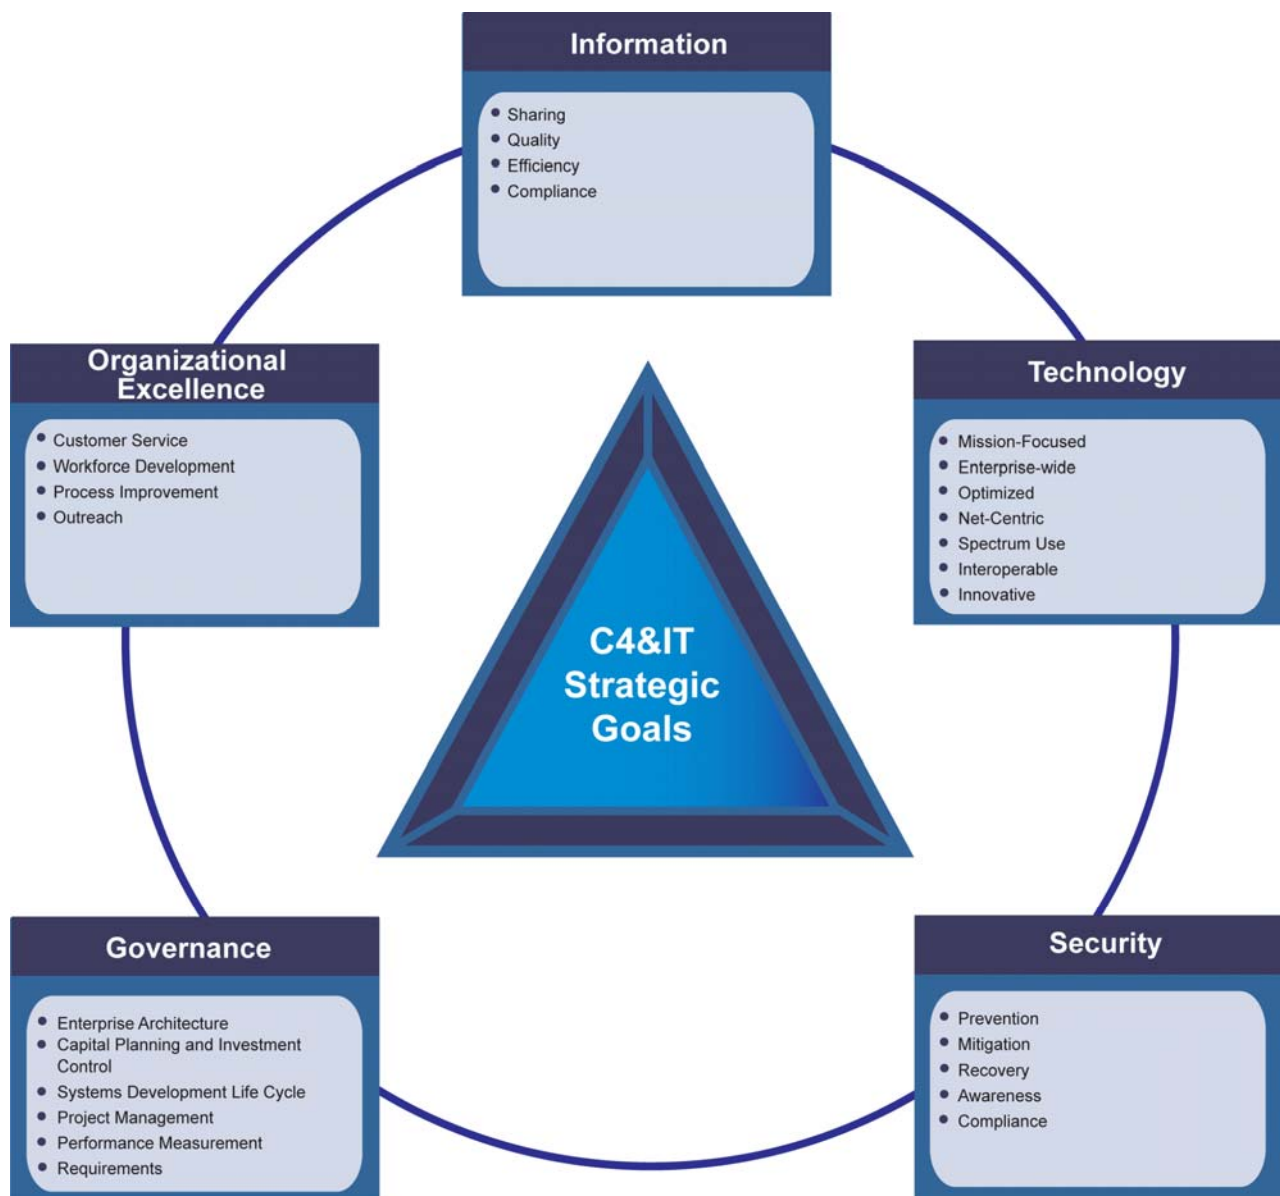 Information
Sharing
Quality
Efficiency
Compliance
Organizational
Excellence
Customer Service
Workforce Development
Process Improvement
Outreach
Technology
Mission-Focused
Enterprise-wide
Optimized
Net-Centric
Spectrum Use
Interoperable
Innovative
C4&IT
Strategic
Goals
Governance
Enterprise Architecture
Capital Planning and Investment
Control
Systems Development Life Cycle
Project Management
Performance Measurement
Requirements
Security
Prevention
Mitigation
Recovery
Awareness
Compliance